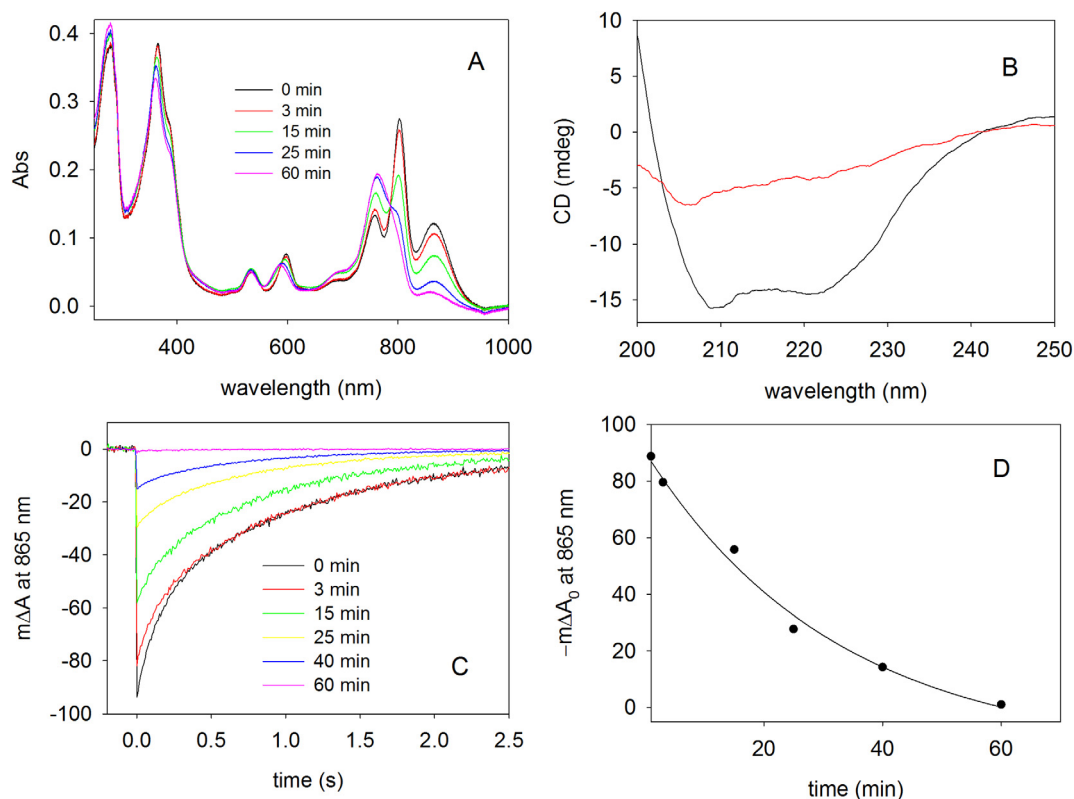 A
0.4
0.3
0.2
0.1
0.0
Abs
0 min
3 min
15 min
25 min
60 min
400 600 800 1000
wavelength (nm)
B
10
5
0
-5
-10
-15
CD (mdeg)
200 210 220 230 240 250
wavelength (nm)
C
0
-20
-40
-60
-80
-100
mΔA at 865 nm
0 min
3 min
15 min
25 min
40 min
60 min
0.0 0.5 1.0 1.5 2.0 2.5
time (s)
D
100
80
60
40
20
0
−mΔA₀ at 865 nm
20 40 60
time (min)